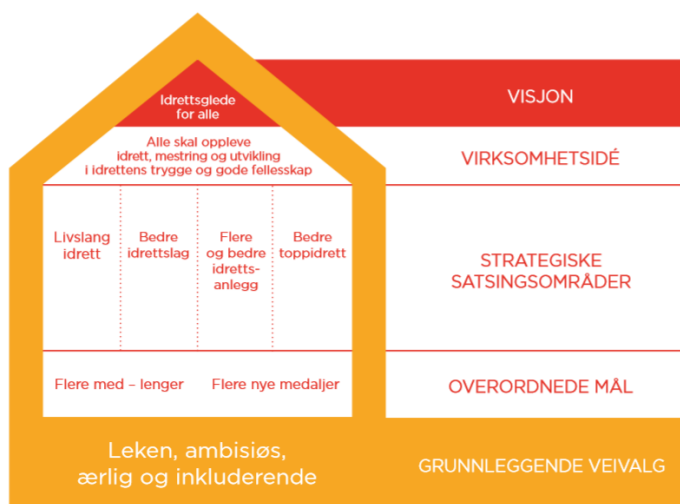 Idrettsglede
for alle
VISJON
Alle skal oppleve
idrett, mestring og utvikling
i idrettens trygge og gode fellesskap
VIRKSOMHETSIDÉ
Livslang
idrett
Bedre
idrettslag
Flere
og bedre
idretts-
anlegg
Bedre
toppidrett
STRATEGISKE
SATSINGSOMRÅDER
Flere med – lenger
Flere nye medaljer
OVERORDNEDE MÅL
Leken, ambisiøs,
ærlig og inkluderende
GRUNNLEGGENDE VEIVALG